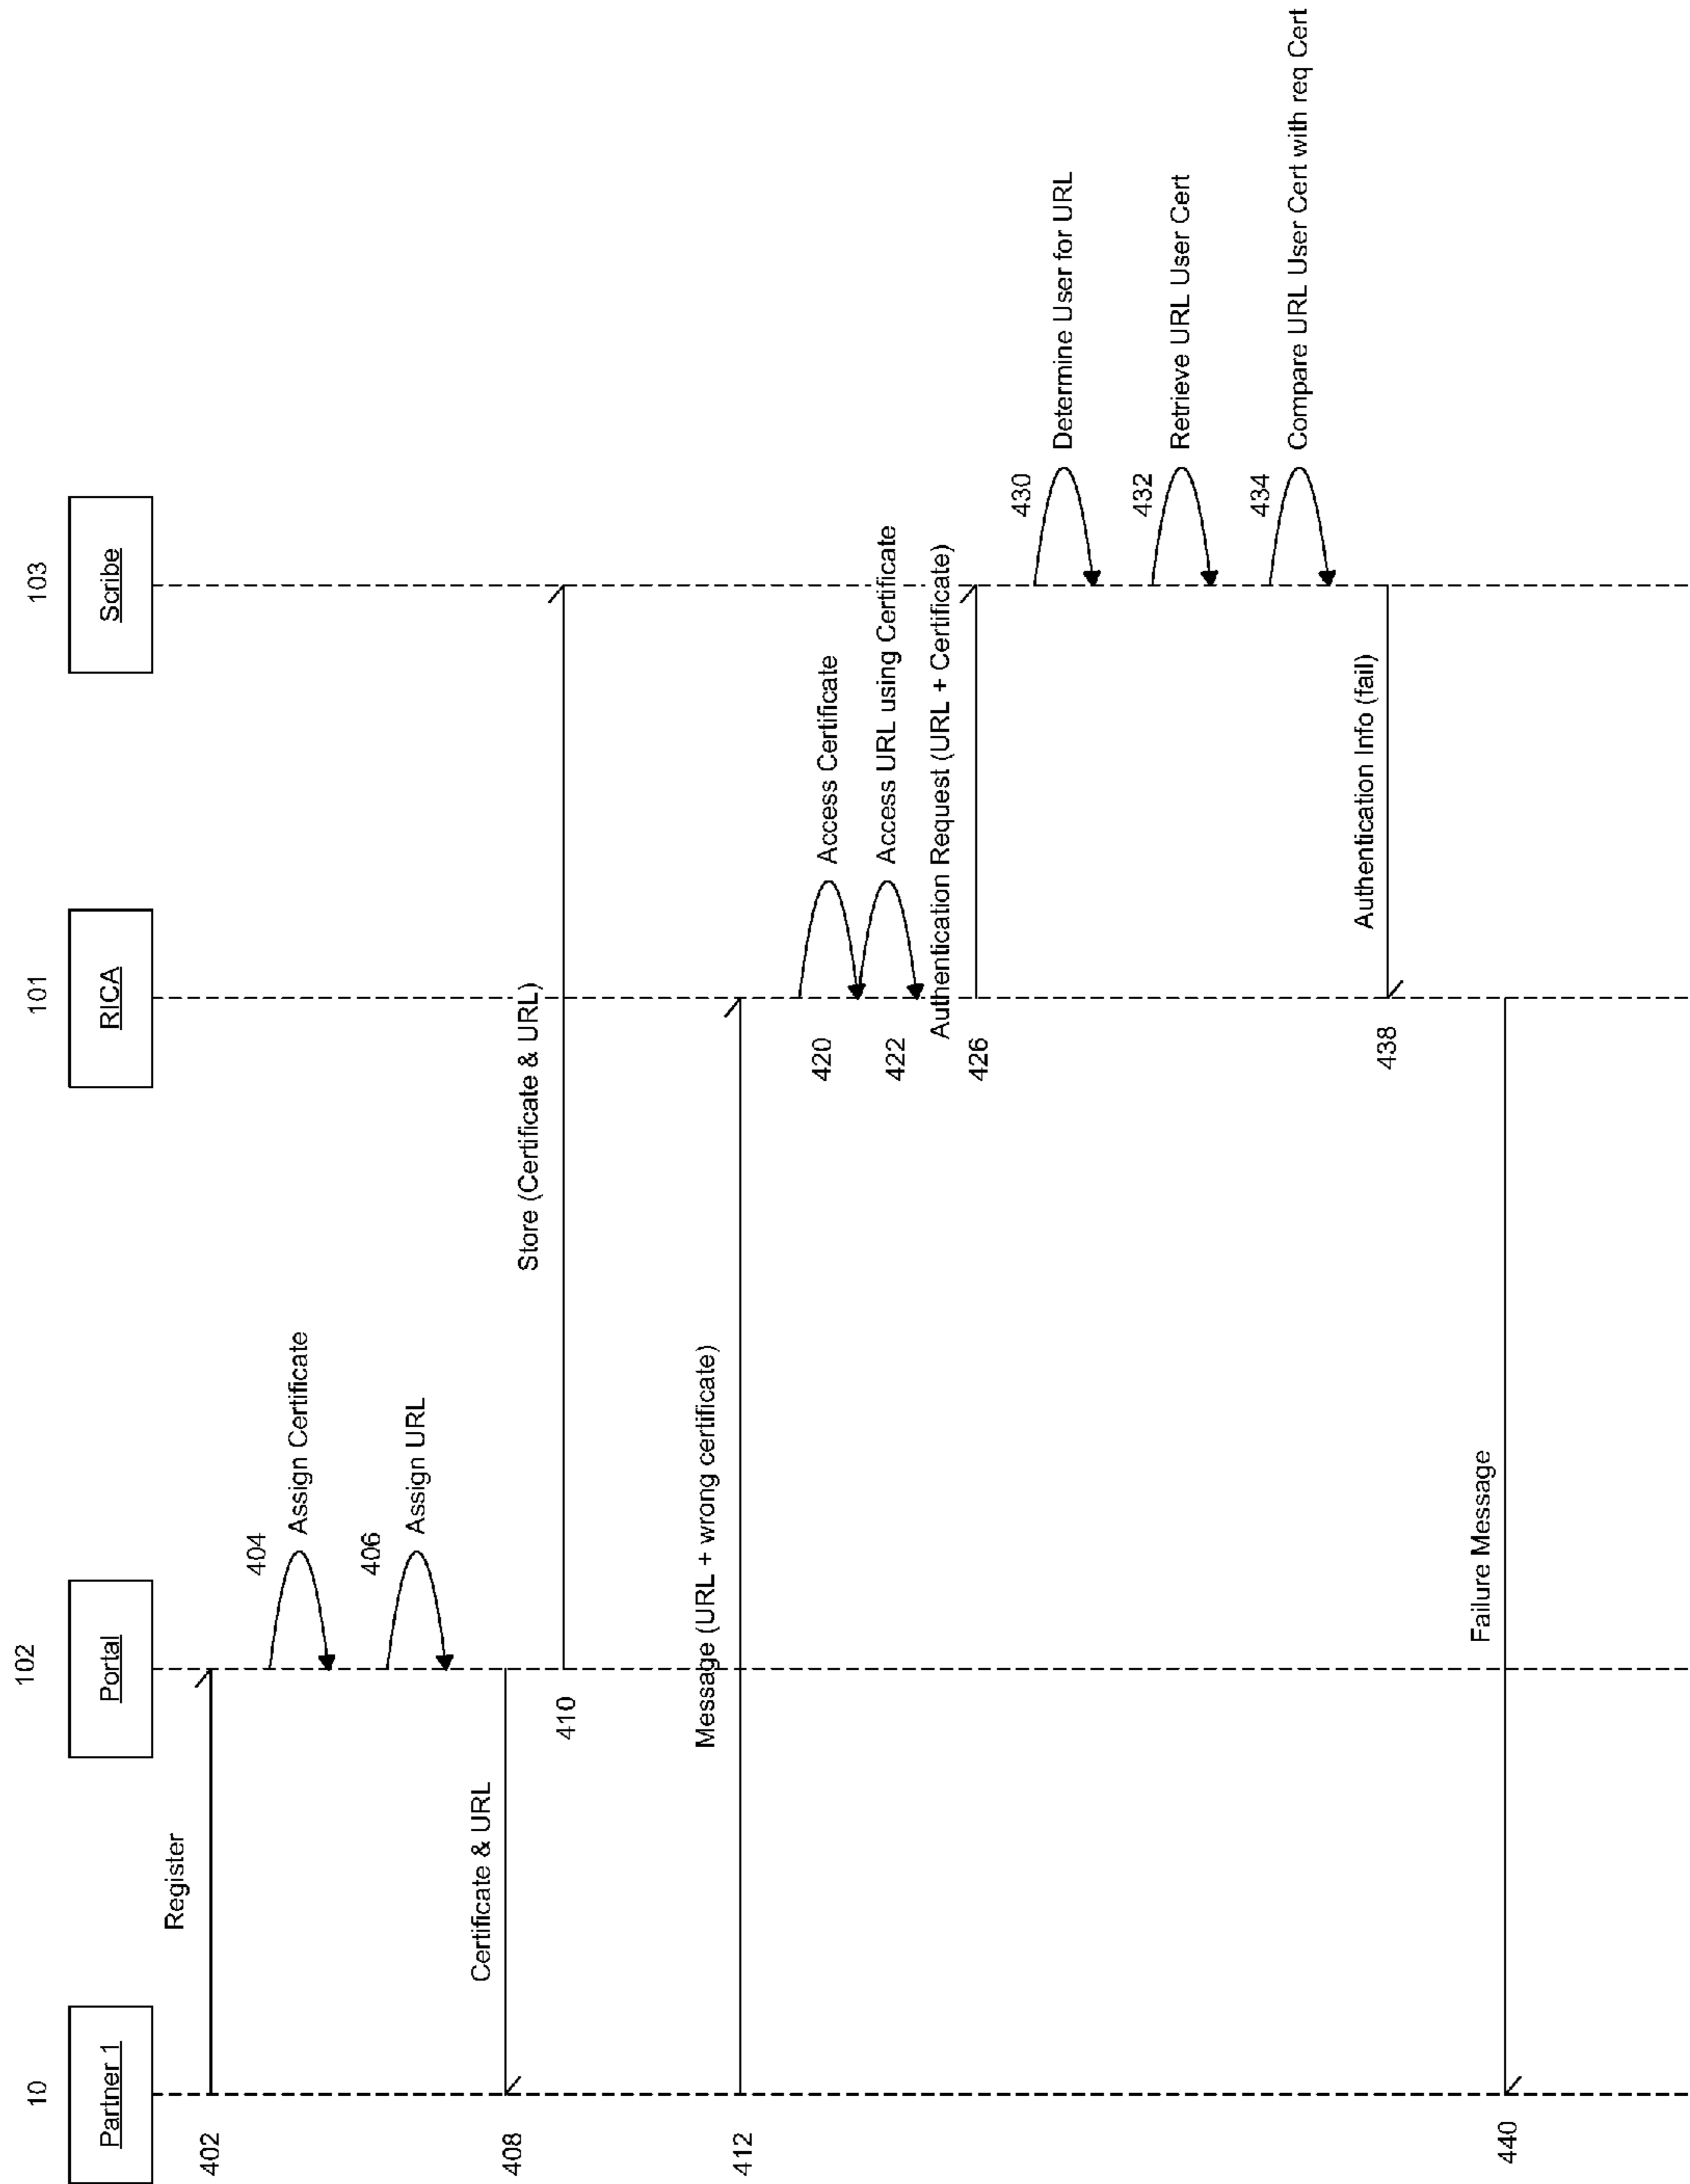 10
102
101
103
Partner 1
Portal
RICA
Scribe
Register
402
404
Assign Certificate
406
Assign URL
Certificate & URL
408
Store (Certificate & URL)
410
Message (URL + wrong certificate)
412
Access Certificate
420
Access URL using Certificate
422
Authentication Request (URL + Certificate)
426
430
Determine User for URL
432
Retrieve URL User Cert
434
Compare URL User Cert with req Cert
Authentication Info (fail)
438
Failure Message
440